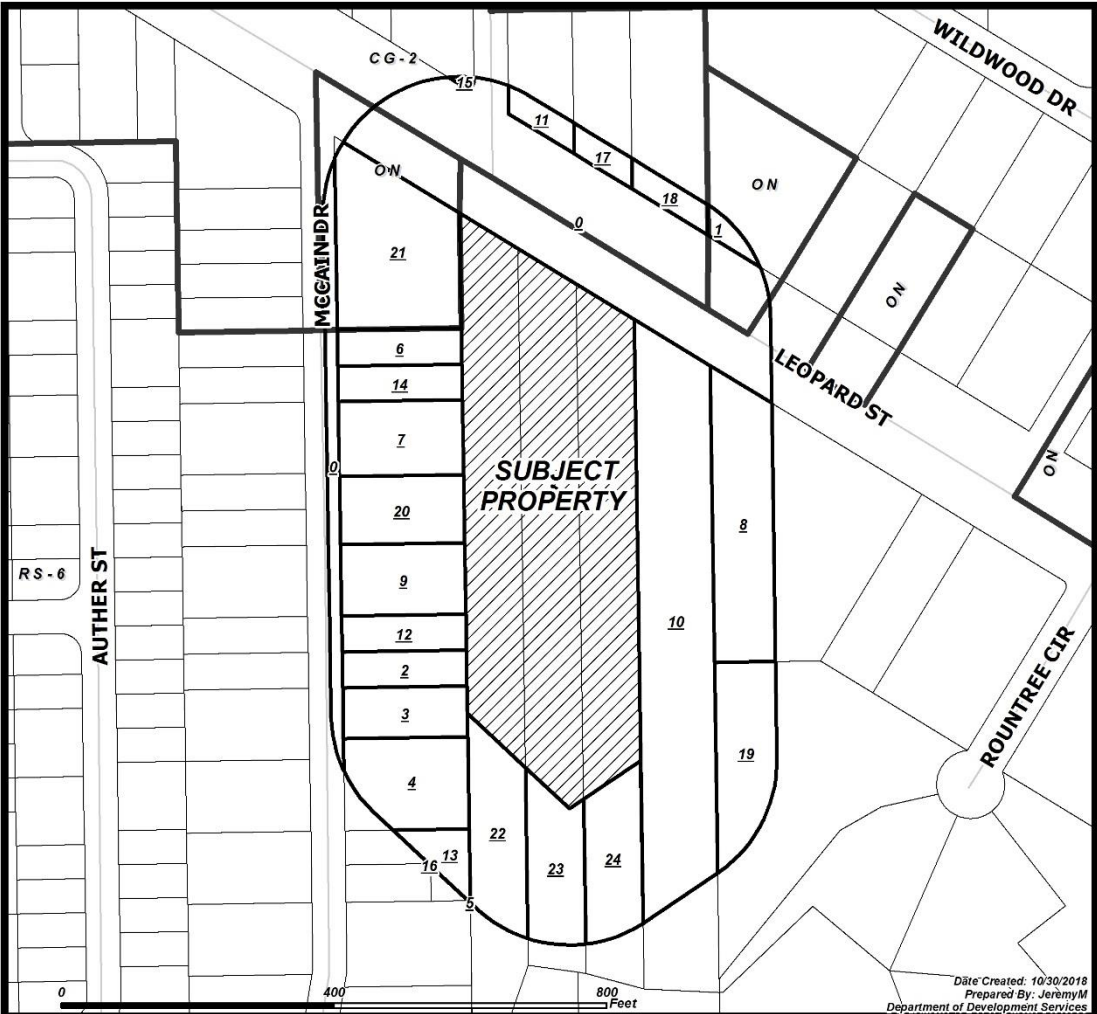 WILDWOOD DR
CG-2
15
11
17
ON
18
ON
0
1
MCCAIN DR
21
ON
6
14
LEOPARD ST
7
0
SUBJECT
PROPERTY
ON
20
8
RS-6
AUTHER ST
9
10
12
2
3
ROUNTREE CIR
19
4
22
13
16
23
24
5
0
400
800
Feet
Date Created: 10/30/2018
Prepared By: JeremyM
Department of Development Services